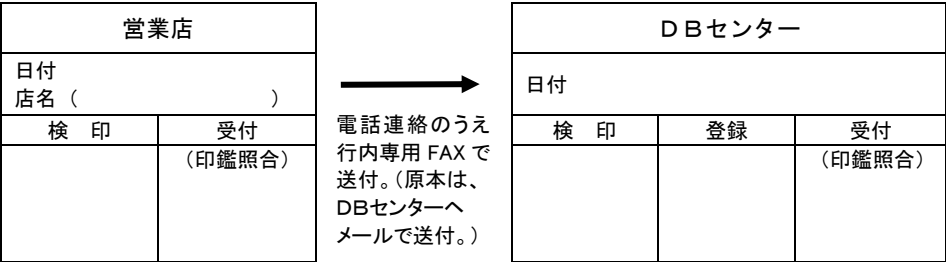 営業店
日付
店名（　　　　　　　　　）
検　印
受付
（印鑑照合）
電話連絡のうえ
行内専用 FAX で
送付。（原本は、
ＤＢセンターへ
メールで送付。）
ＤＢセンター
日付
検　印
登録
受付
（印鑑照合）